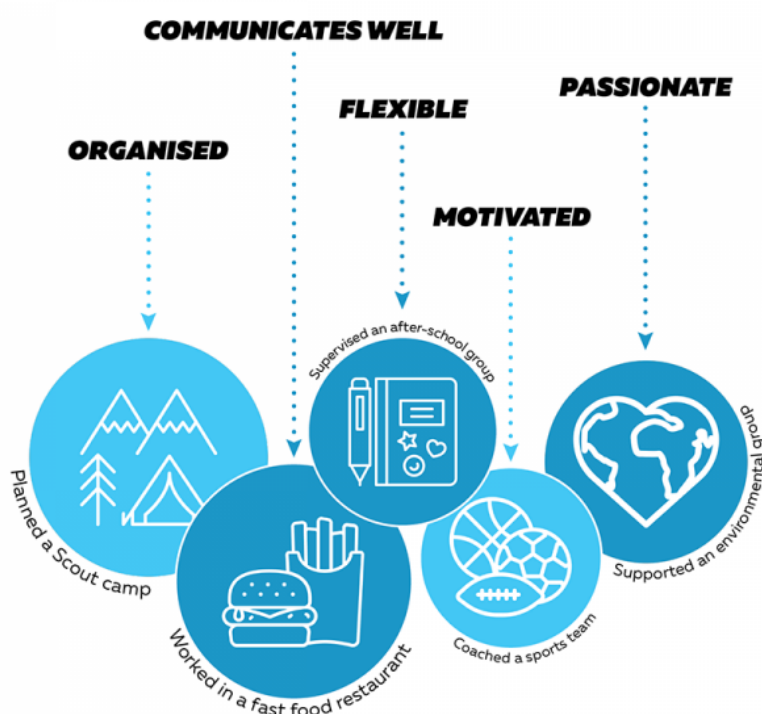 COMMUNICATES WELL
PASSIONATE
FLEXIBLE
ORGANISED
MOTIVATED
Supervised an after-school group
Planned a Scout camp
Worked in a fast food restaurant
Coached a sports team
Supported an environmental group